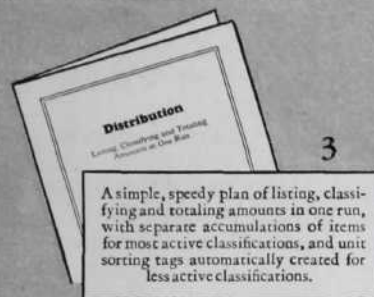 Distribution
Listing, Classifying and Totaling
Amounts in One Run
3
A simple, speedy plan of listing, classi-
fying and totaling amounts in one run,
with separate accumulations of items
for most active classifications, and unit
sorting tags automatically created for
less active classifications.